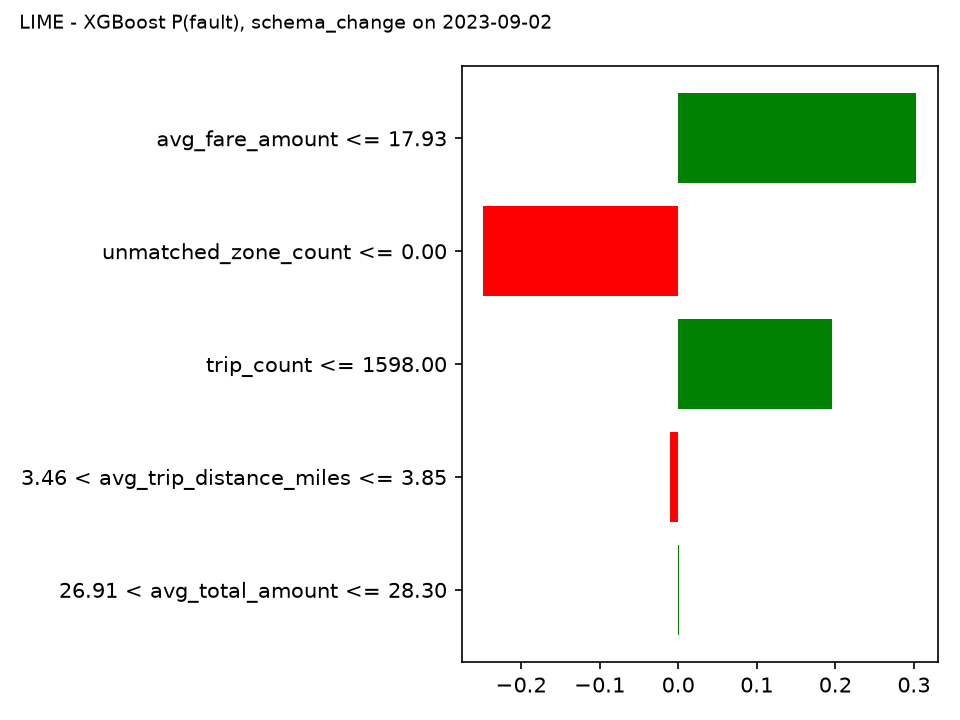 LIME - XGBoost P(fault), schema_change on 2023-09-02
avg_fare_amount <= 17.93
unmatched_zone_count <= 0.00
trip_count <= 1598.00
3.46 < avg_trip_distance_miles <= 3.85
26.91 < avg_total_amount <= 28.30
−0.2 −0.1 0.0 0.1 0.2 0.3